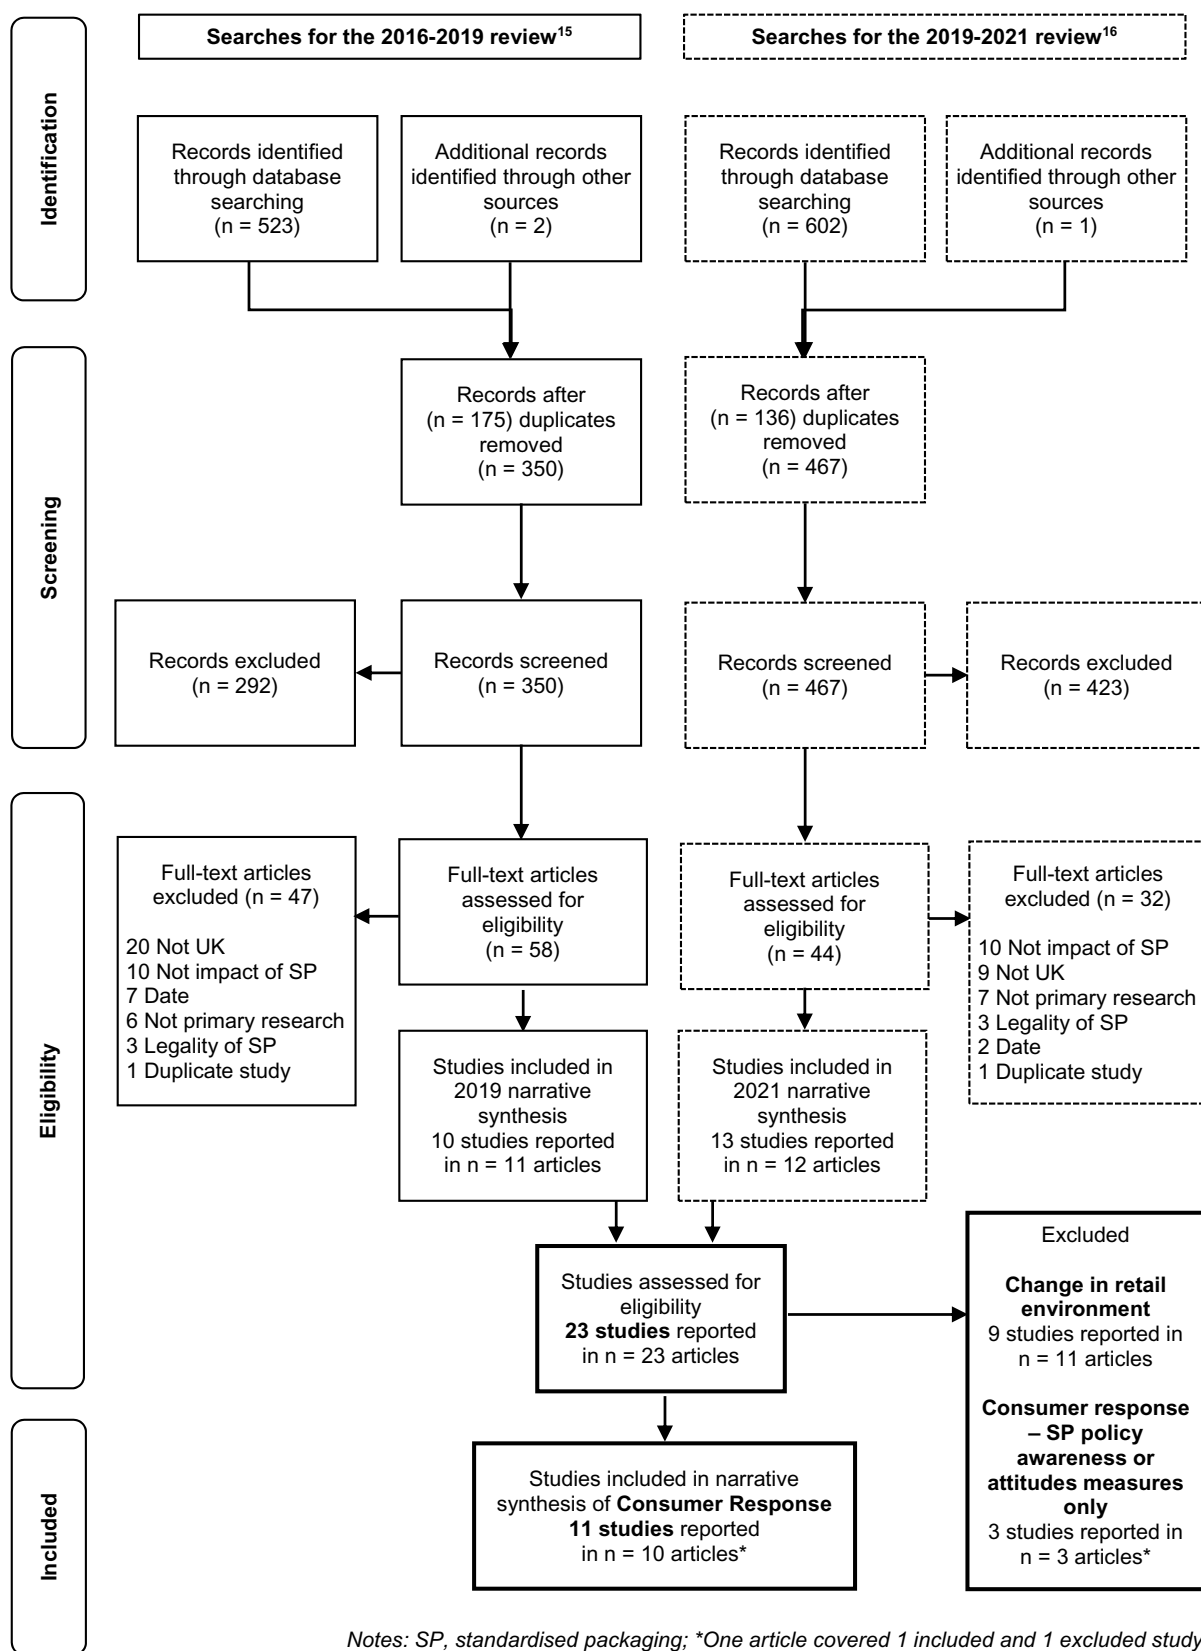 Searches for the 2016-2019 review15
Searches for the 2019-2021 review16
Identification
Records identified
through database
searching
(n = 523)
Additional records
identified through other
sources
(n = 2)
Records identified
through database
searching
(n = 602)
Additional records
identified through other
sources
(n = 1)
Screening
Records after
(n = 175) duplicates
removed
(n = 350)
Records after
(n = 136) duplicates
removed
(n = 467)
Records excluded
(n = 292)
Records screened
(n = 350)
Records screened
(n = 467)
Records excluded
(n = 423)
Eligibility
Full-text articles
excluded (n = 47)
20 Not UK
10 Not impact of SP
7 Date
6 Not primary research
3 Legality of SP
1 Duplicate study
Full-text articles
assessed for
eligibility
(n = 58)
Full-text articles
assessed for
eligibility
(n = 44)
Full-text articles
excluded (n = 32)
10 Not impact of SP
9 Not UK
7 Not primary research
3 Legality of SP
2 Date
1 Duplicate study
Studies included in
2019 narrative
synthesis
10 studies reported
in n = 11 articles
Studies included in
2021 narrative
synthesis
13 studies reported
in n = 12 articles
Studies assessed for
eligibility
23 studies reported
in n = 23 articles
Excluded
Change in retail
environment
9 studies reported in
n = 11 articles
Consumer response
– SP policy
awareness or
attitudes measures
only
3 studies reported in
n = 3 articles*
Included
Studies included in narrative
synthesis of Consumer Response
11 studies reported
in n = 10 articles*
Notes: SP, standardised packaging; *One article covered 1 included and 1 excluded study